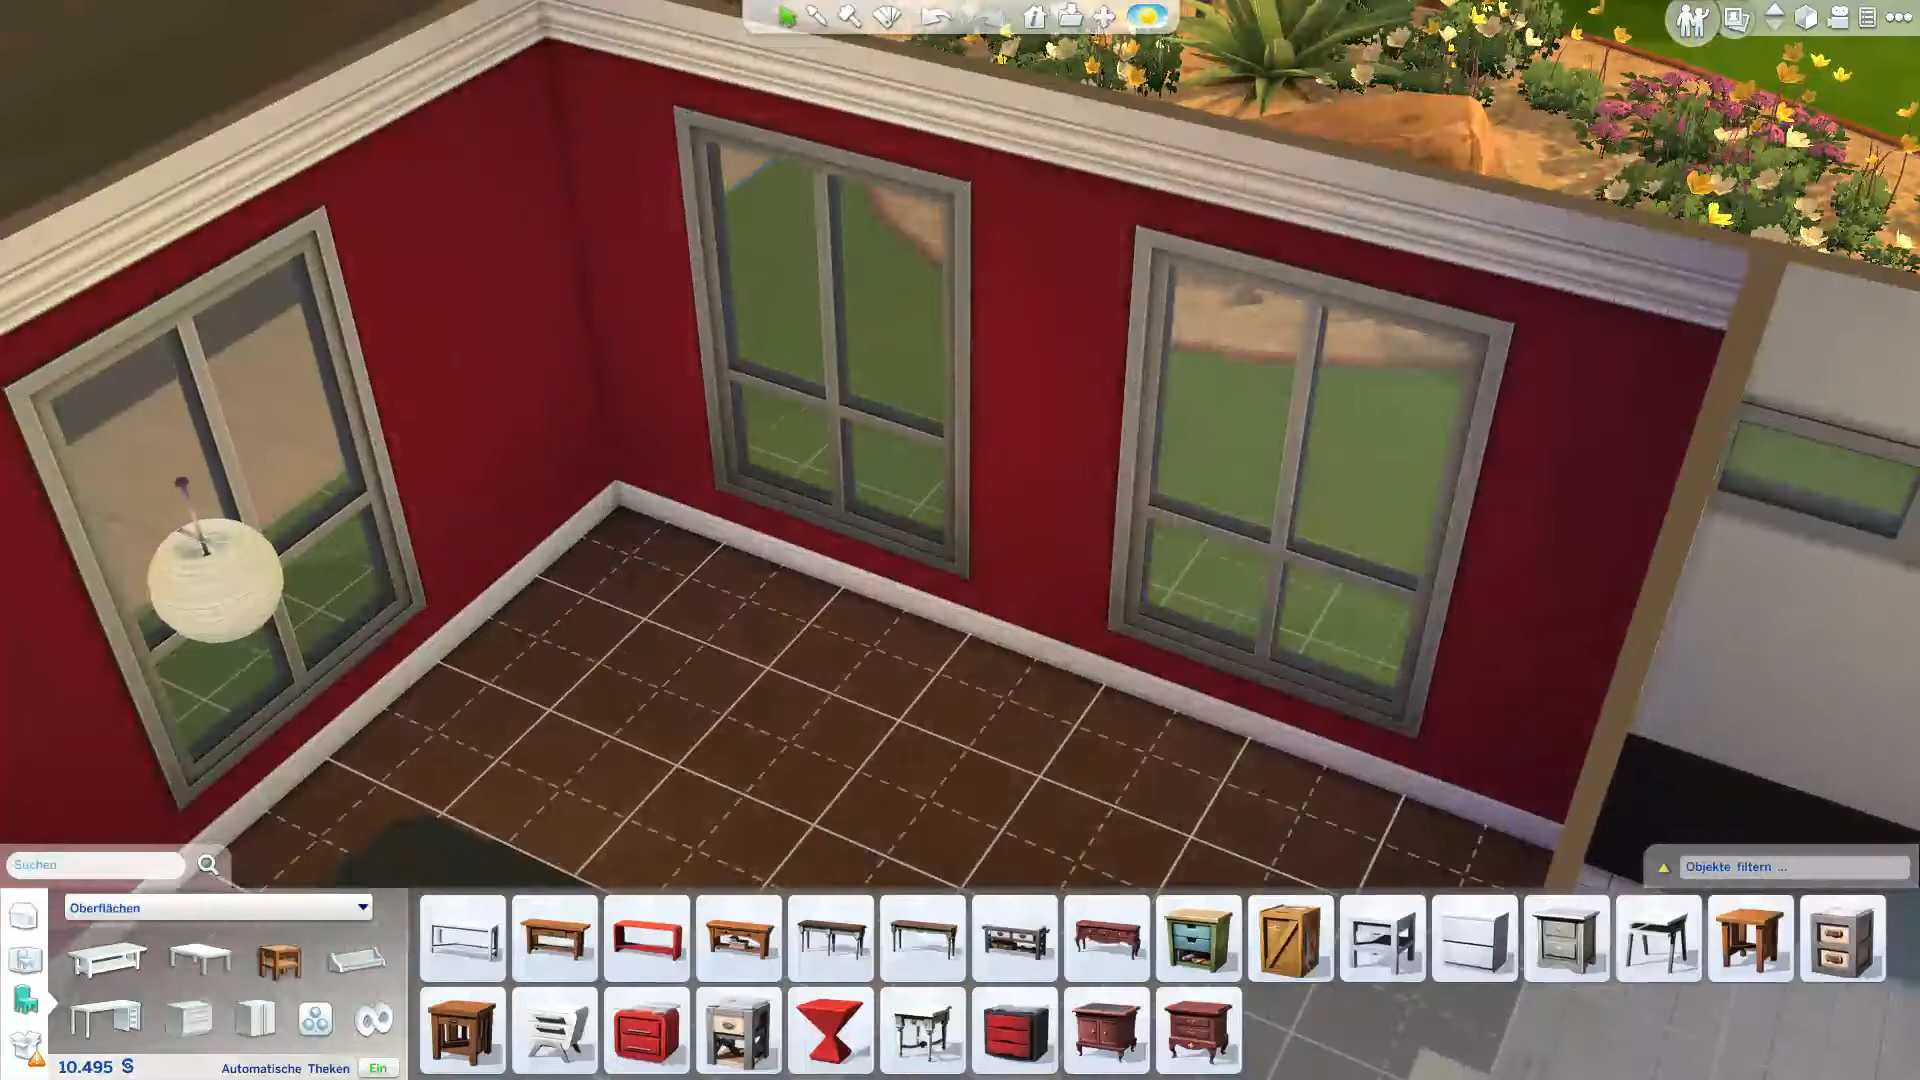 Suchen
Objekte filtern ...
Oberflächen
10.495 §
Automatische Theken
Ein